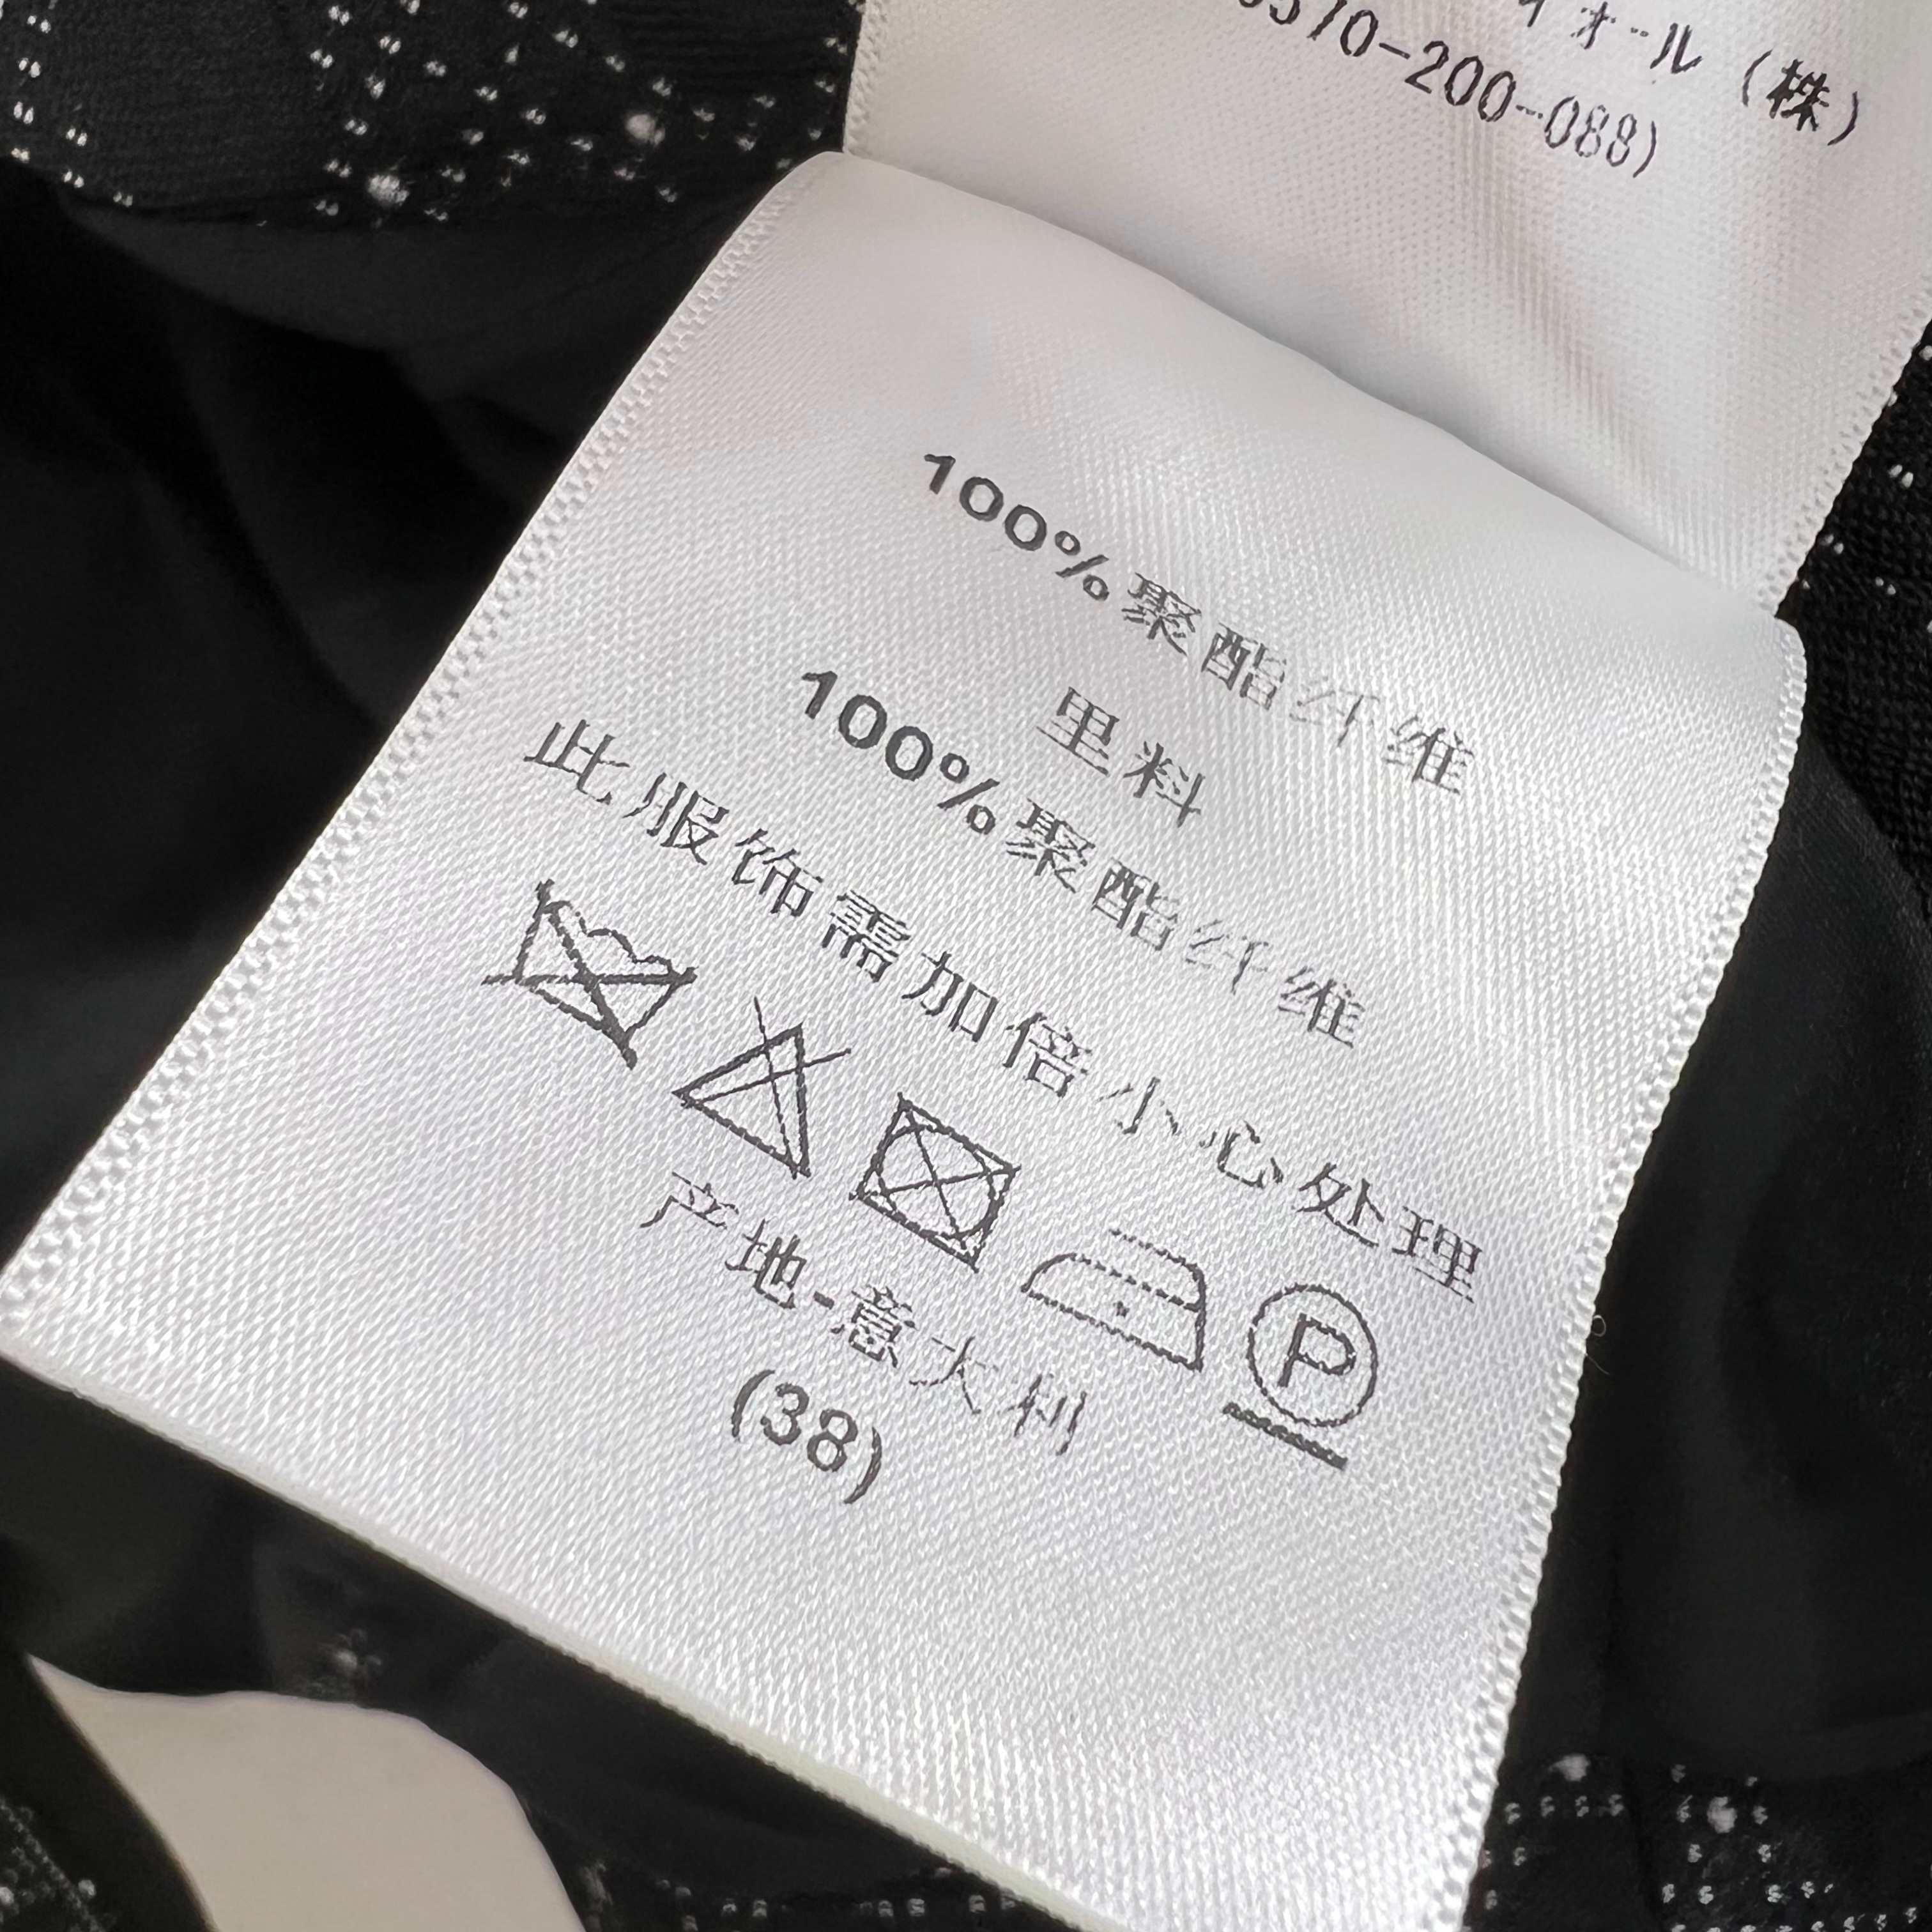 イオール（株）
0570-200-088)
100%聚酯纤维
里料
100%聚酯纤维
此服饰需加倍小心处理
P
产地-意大利
(38)